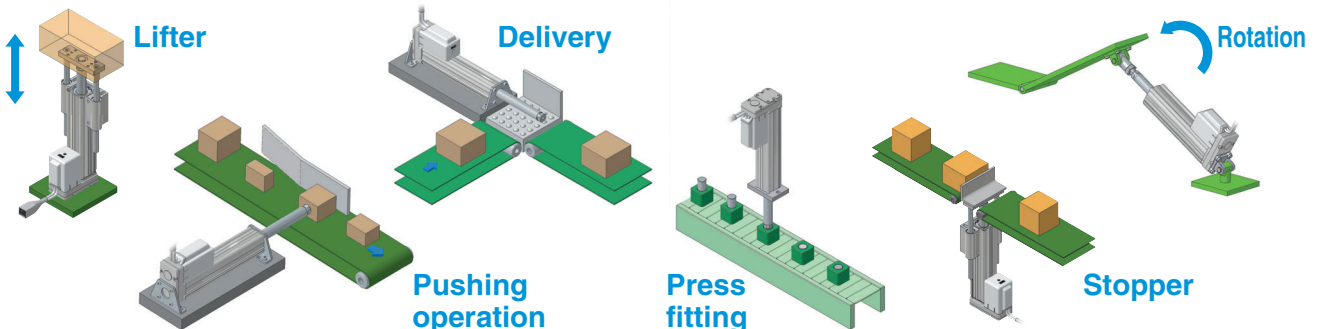 Lifter
Delivery
Rotation
Pushing
operation
Press
fitting
Stopper